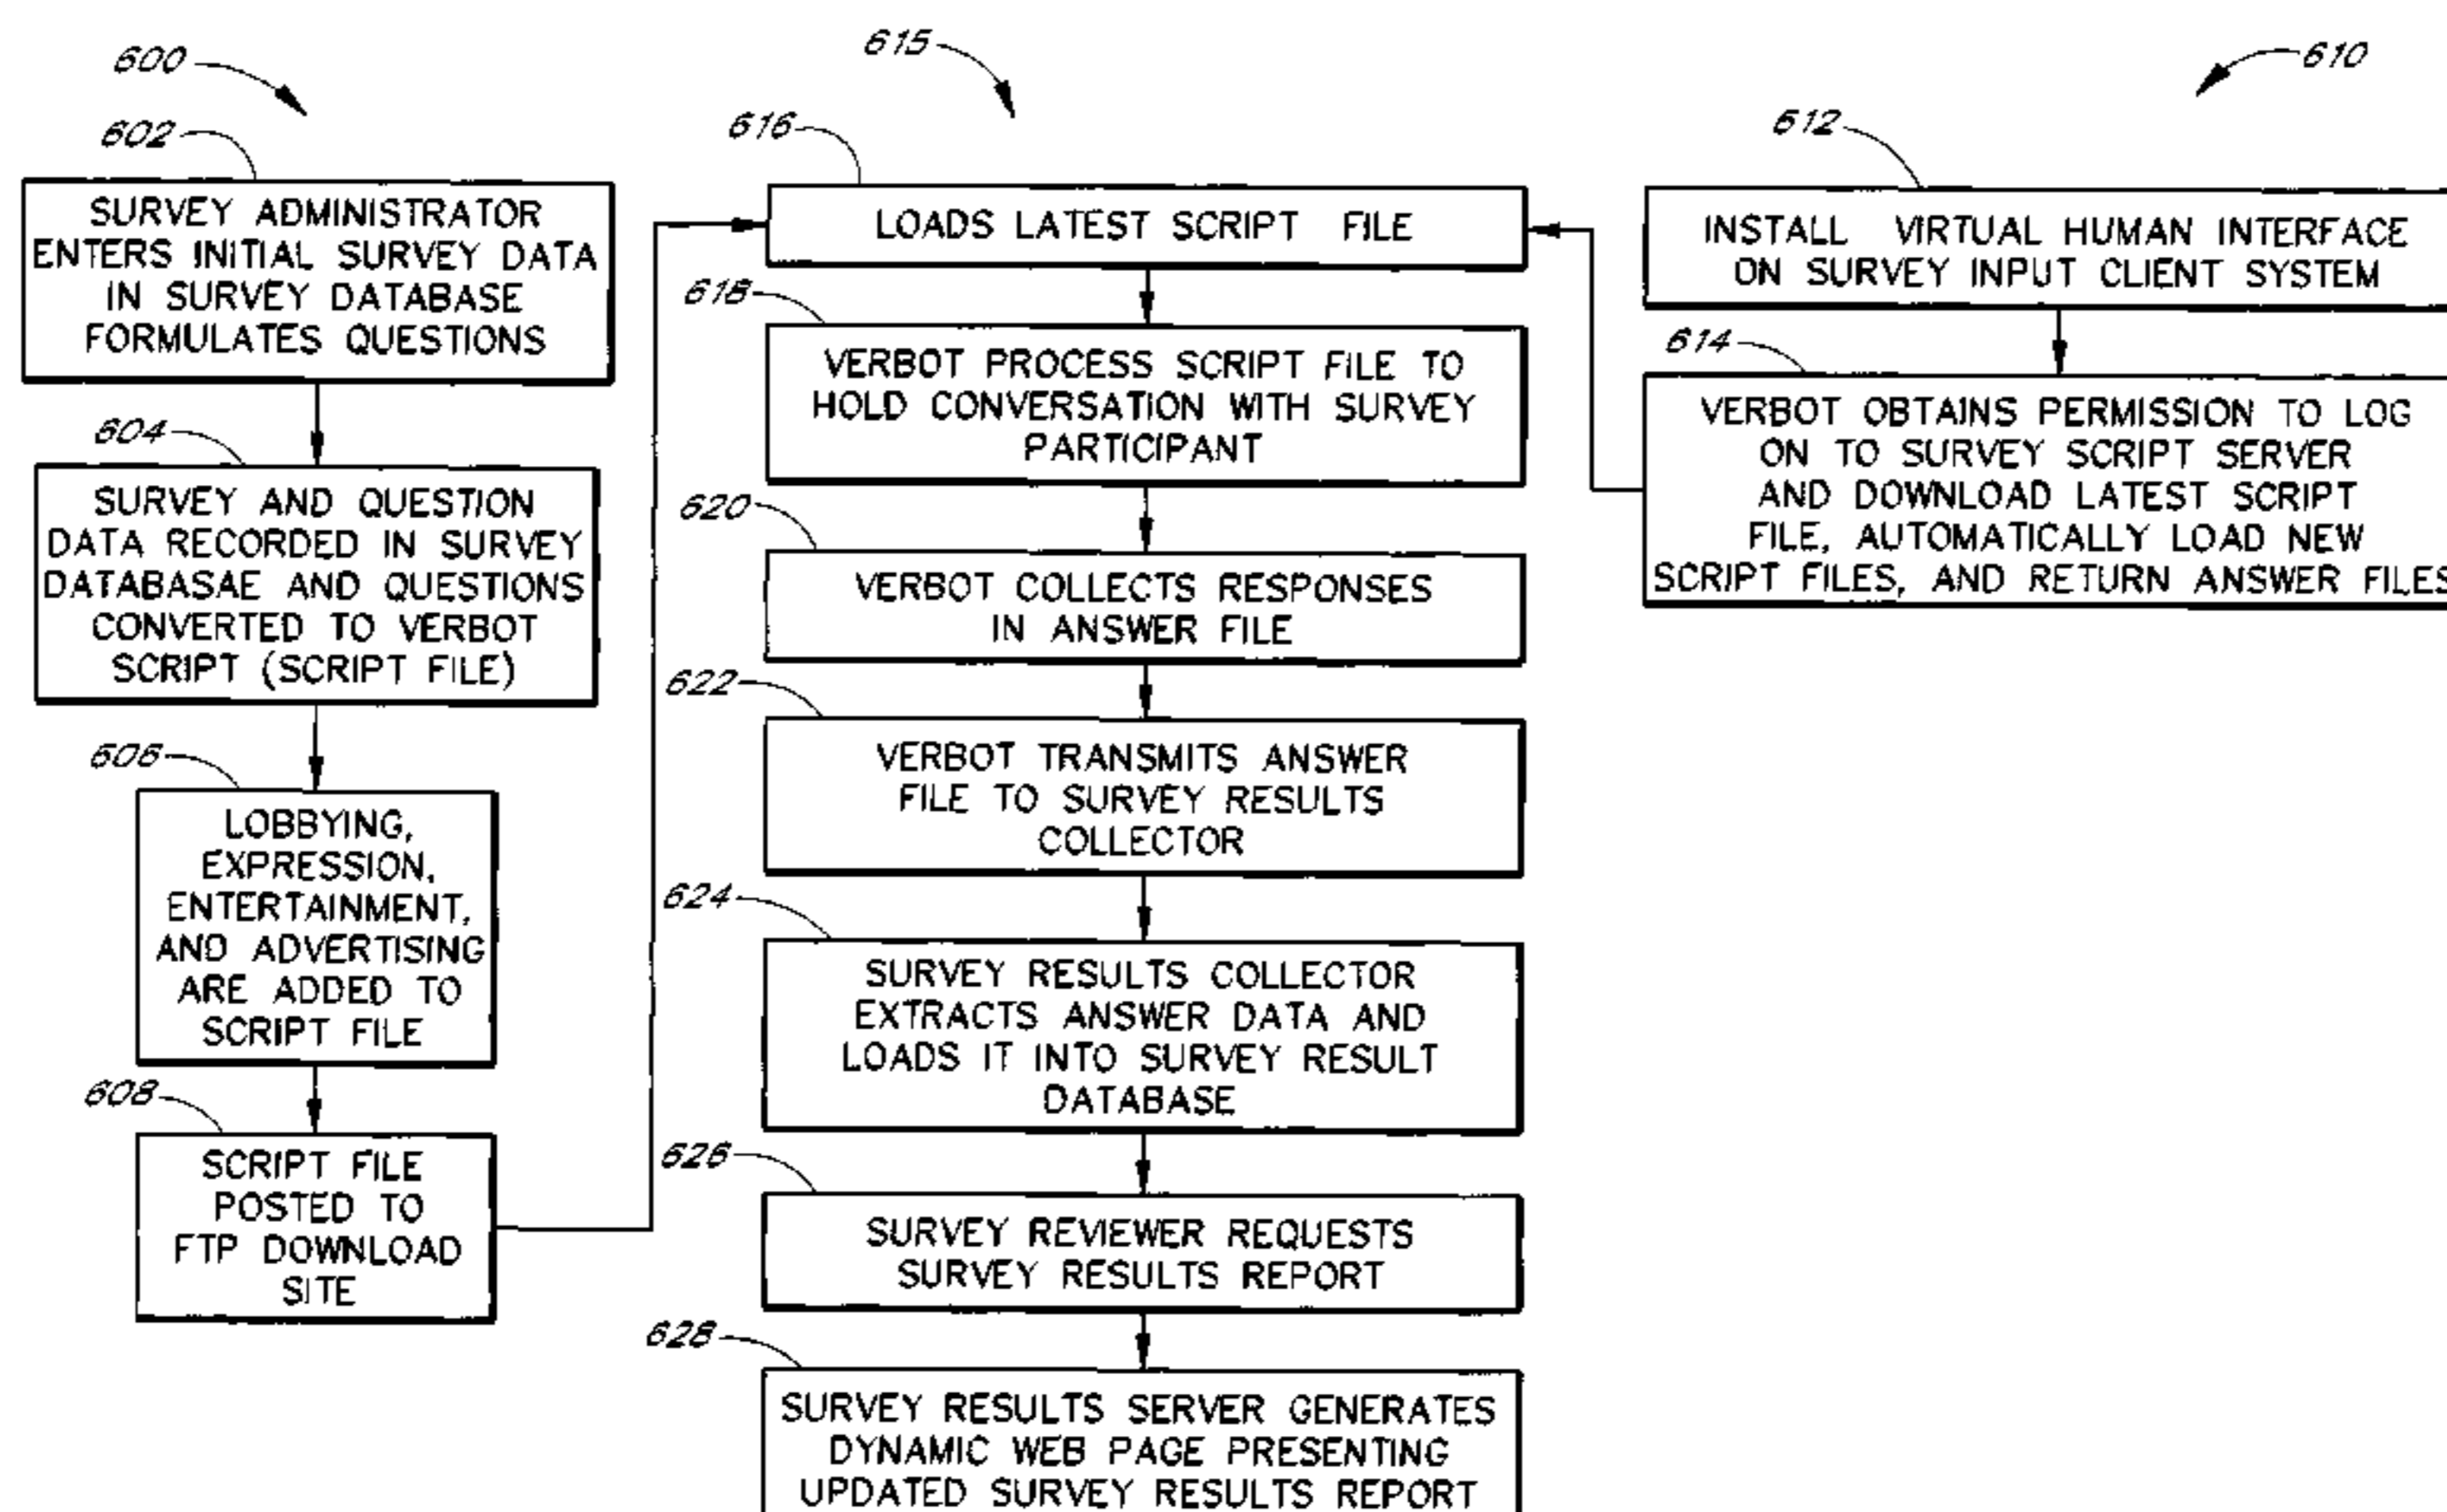 600
602
SURVEY ADMINISTRATOR
ENTERS INITIAL SURVEY DATA
IN SURVEY DATABASE
FORMULATES QUESTIONS
604
SURVEY AND QUESTION
DATA RECORDED IN SURVEY
DATABASAE AND QUESTIONS
CONVERTED TO VERBOT
SCRIPT (SCRIPT FILE)
606
LOBBYING,
EXPRESSION,
ENTERTAINMENT,
AND ADVERTISING
ARE ADDED TO
SCRIPT FILE
608
SCRIPT FILE
POSTED TO
FTP DOWNLOAD
SITE
615
616
LOADS LATEST SCRIPT FILE
618
VERBOT PROCESS SCRIPT FILE TO
HOLD CONVERSATION WITH SURVEY
PARTICIPANT
620
VERBOT COLLECTS RESPONSES
IN ANSWER FILE
622
VERBOT TRANSMITS ANSWER
FILE TO SURVEY RESULTS
COLLECTOR
624
SURVEY RESULTS COLLECTOR
EXTRACTS ANSWER DATA AND
LOADS IT INTO SURVEY RESULT
DATABASE
626
SURVEY REVIEWER REQUESTS
SURVEY RESULTS REPORT
628
SURVEY RESULTS SERVER GENERATES
DYNAMIC WEB PAGE PRESENTING
UPDATED SURVEY RESULTS REPORT
610
612
INSTALL VIRTUAL HUMAN INTERFACE
ON SURVEY INPUT CLIENT SYSTEM
614
VERBOT OBTAINS PERMISSION TO LOG
ON TO SURVEY SCRIPT SERVER
AND DOWNLOAD LATEST SCRIPT
FILE, AUTOMATICALLY LOAD NEW
SCRIPT FILES, AND RETURN ANSWER FILES